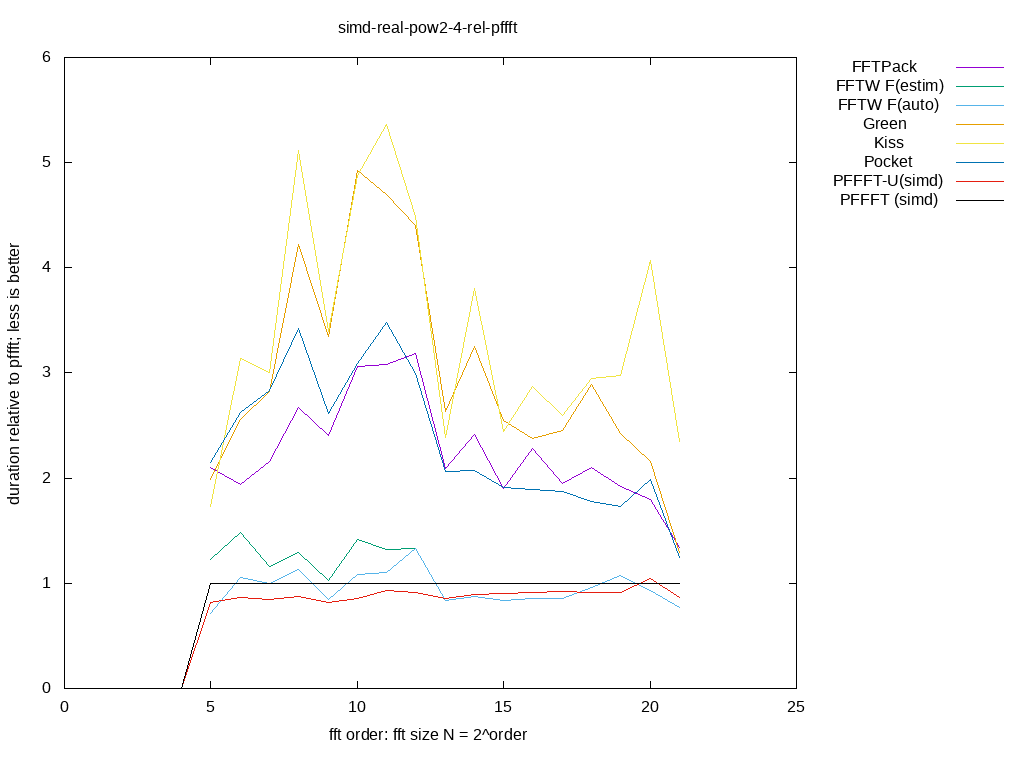 simd-real-pow2-4-rel-pffft
6
5
4
3
2
1
0
0
5
10
15
20
25
duration relative to pffft; less is better
fft order: fft size N = 2^order
FFTPack
FFTW F(estim)
FFTW F(auto)
Green
Kiss
Pocket
PFFFT-U(simd)
PFFFT (simd)